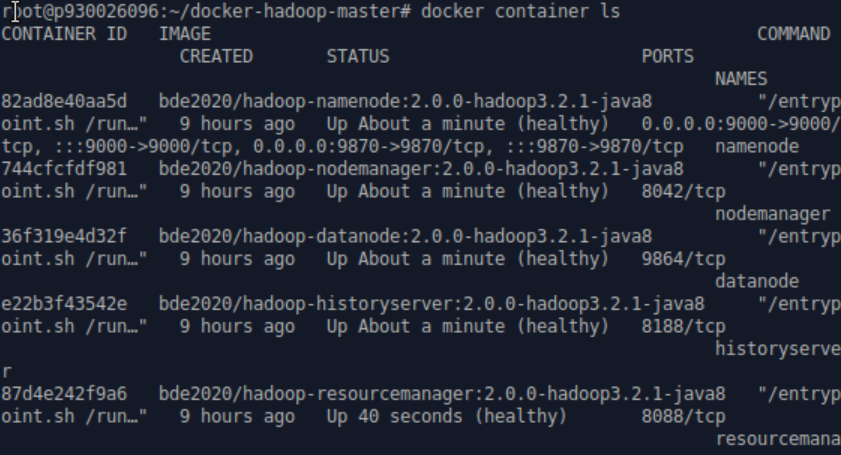 root@p930026096:~/docker-hadoop-master# docker container ls
CONTAINER ID   IMAGE                                                    COMMAND
                 CREATED       STATUS                        PORTS
                                                                    NAMES
82ad8e40aa5d   bde2020/hadoop-namenode:2.0.0-hadoop3.2.1-java8          "/entryp
oint.sh /run…"   9 hours ago   Up About a minute (healthy)   0.0.0.0:9000->9000/
tcp, :::9000->9000/tcp, 0.0.0.0:9870->9870/tcp, :::9870->9870/tcp   namenode
744cfcfdf981   bde2020/hadoop-nodemanager:2.0.0-hadoop3.2.1-java8       "/entryp
oint.sh /run…"   9 hours ago   Up About a minute (healthy)   8042/tcp
                                                                    nodemanager
36f319e4d32f   bde2020/hadoop-datanode:2.0.0-hadoop3.2.1-java8          "/entryp
oint.sh /run…"   9 hours ago   Up About a minute (healthy)   9864/tcp
                                                                    datanode
e22b3f43542e   bde2020/hadoop-historyserver:2.0.0-hadoop3.2.1-java8     "/entryp
oint.sh /run…"   9 hours ago   Up About a minute (healthy)   8188/tcp
                                                                    historyserve
r
87d4e242f9a6   bde2020/hadoop-resourcemanager:2.0.0-hadoop3.2.1-java8   "/entryp
oint.sh /run…"   9 hours ago   Up 40 seconds (healthy)       8088/tcp
                                                                    resourcemana